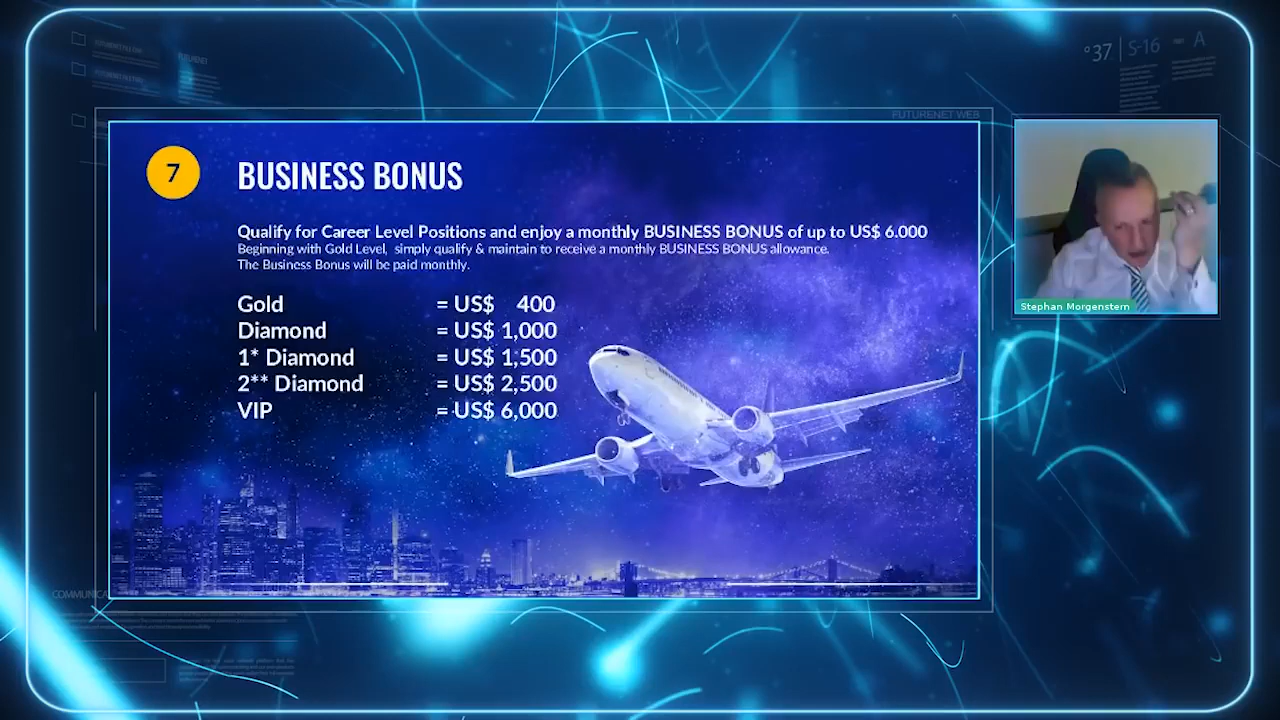 °37 S-16 A
FUTURENET WEB
7
BUSINESS BONUS
Qualify for Career Level Positions and enjoy a monthly BUSINESS BONUS of up to US$ 6.000
Beginning with Gold Level, simply qualify & maintain to receive a monthly BUSINESS BONUS allowance.
The Business Bonus will be paid monthly.
Gold = US$ 400
Diamond = US$ 1,000
1* Diamond = US$ 1,500
2** Diamond = US$ 2,500
VIP = US$ 6,000
Stephan Morgenstern